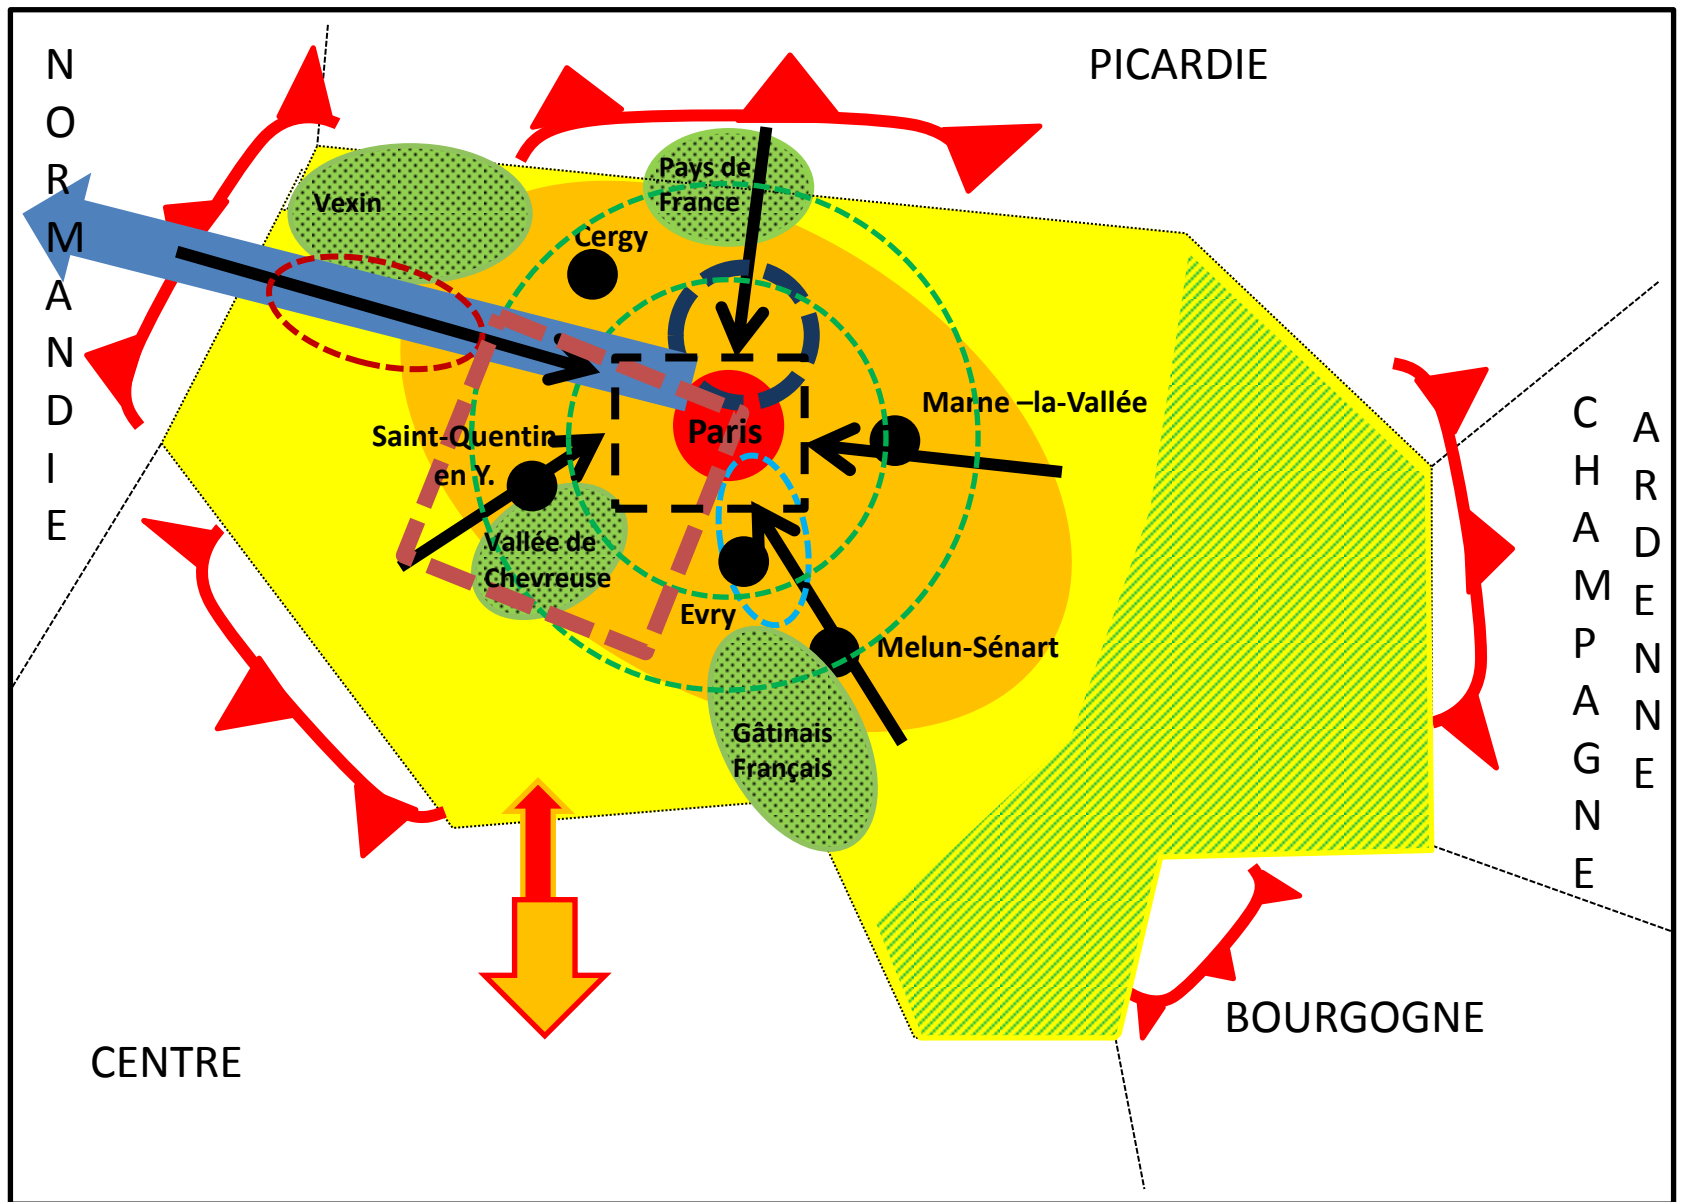 NORMANDIE
PICARDIE
Vexin
Pays de
France
Cergy
Marne –la-Vallée
Paris
Saint-Quentin
en Y.
Vallée de
Chevreuse
Evry
Melun-Sénart
Gâtinais
Français
CHAMPAGNE
ARDENNE
BOURGOGNE
CENTRE